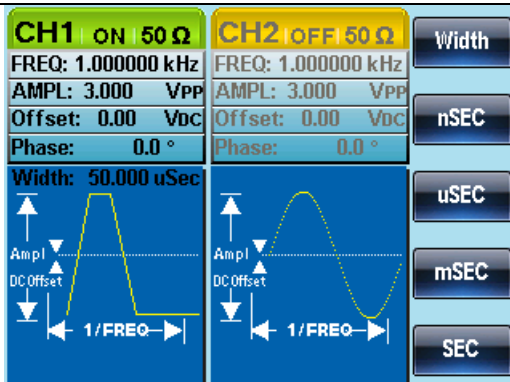 CH1 ON 50 Ω
FREQ: 1.000000 kHz
AMPL: 3.000 VPP
Offset: 0.00 VDC
Phase: 0.0 °
Width: 50.000 uSec
Ampl
DC Offset
1/FREQ
CH2 OFF 50 Ω
FREQ: 1.000000 kHz
AMPL: 3.000 VPP
Offset: 0.00 VDC
Phase: 0.0 °
Ampl
DC Offset
1/FREQ
Width
nSEC
uSEC
mSEC
SEC